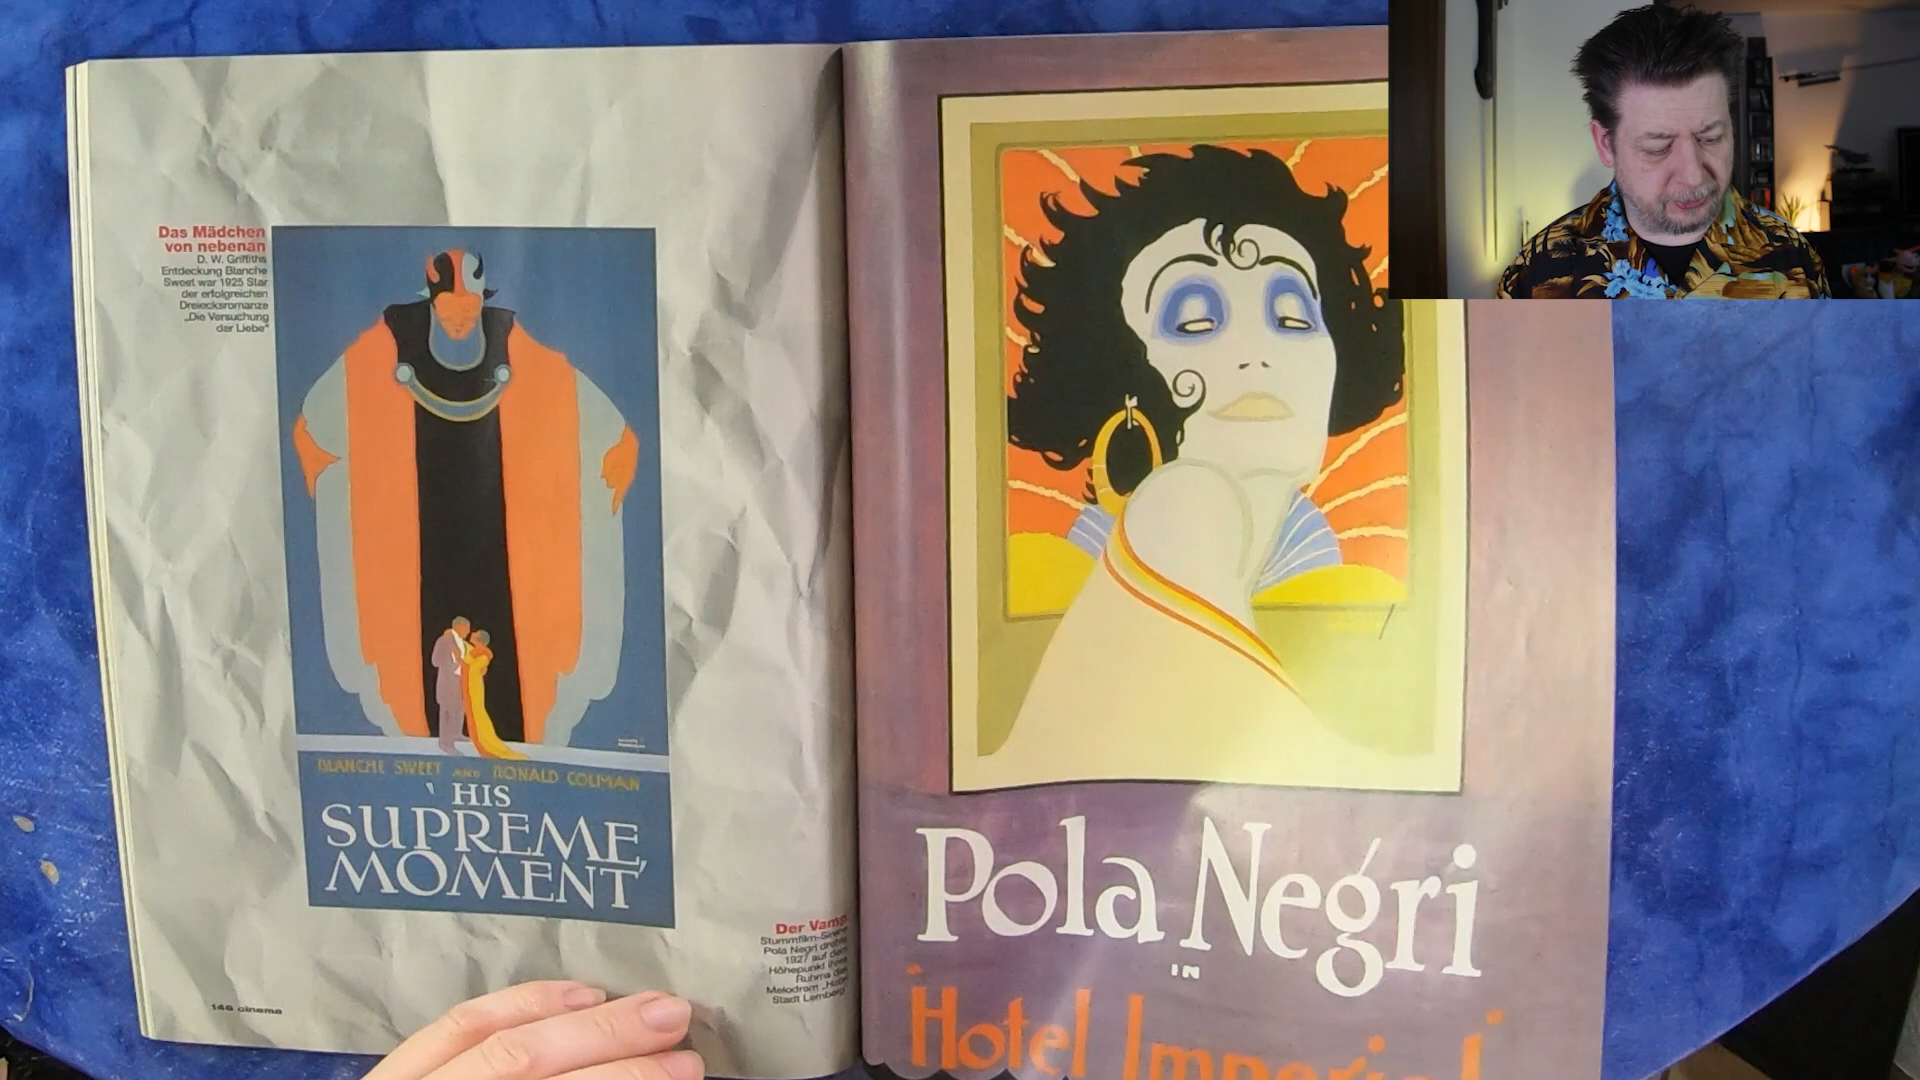 Das Mädchen
von nebenan
D. W. Griffiths
Entdeckung Blanche
Sweet war 1925 Star
der erfolgreichen
Dreiecksromanze
„Die Versuchung
der Liebe"
BLANCHE SWEET AND RONALD COLMAN
HIS
SUPREME
MOMENT
Der Vamp
Stummfilm-Sirene
Pola Negri drehte
1927 auf dem
Höhepunkt ihres
Ruhms das
Melodram „Hotel
Stadt Lemberg"
146 cinema
Pola Negri
IN
Hotel Imperial